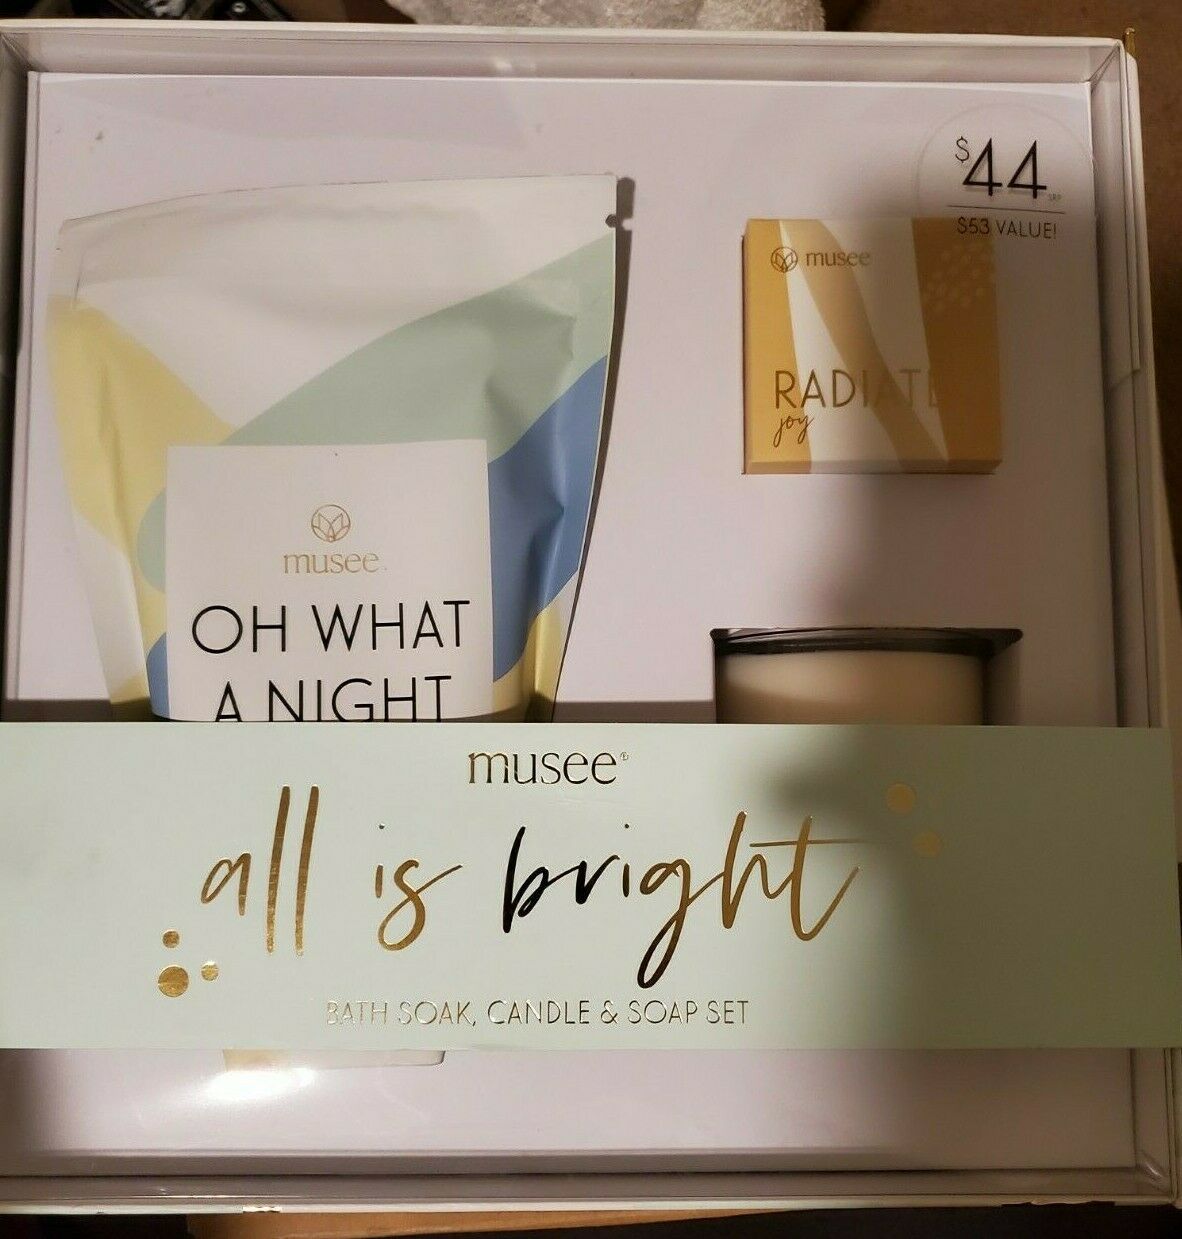 $44 SRP
$53 VALUE!
musee
RADIATE
joy
musee
OH WHAT
A NIGHT
musee®
all is bright
BATH SOAK, CANDLE & SOAP SET